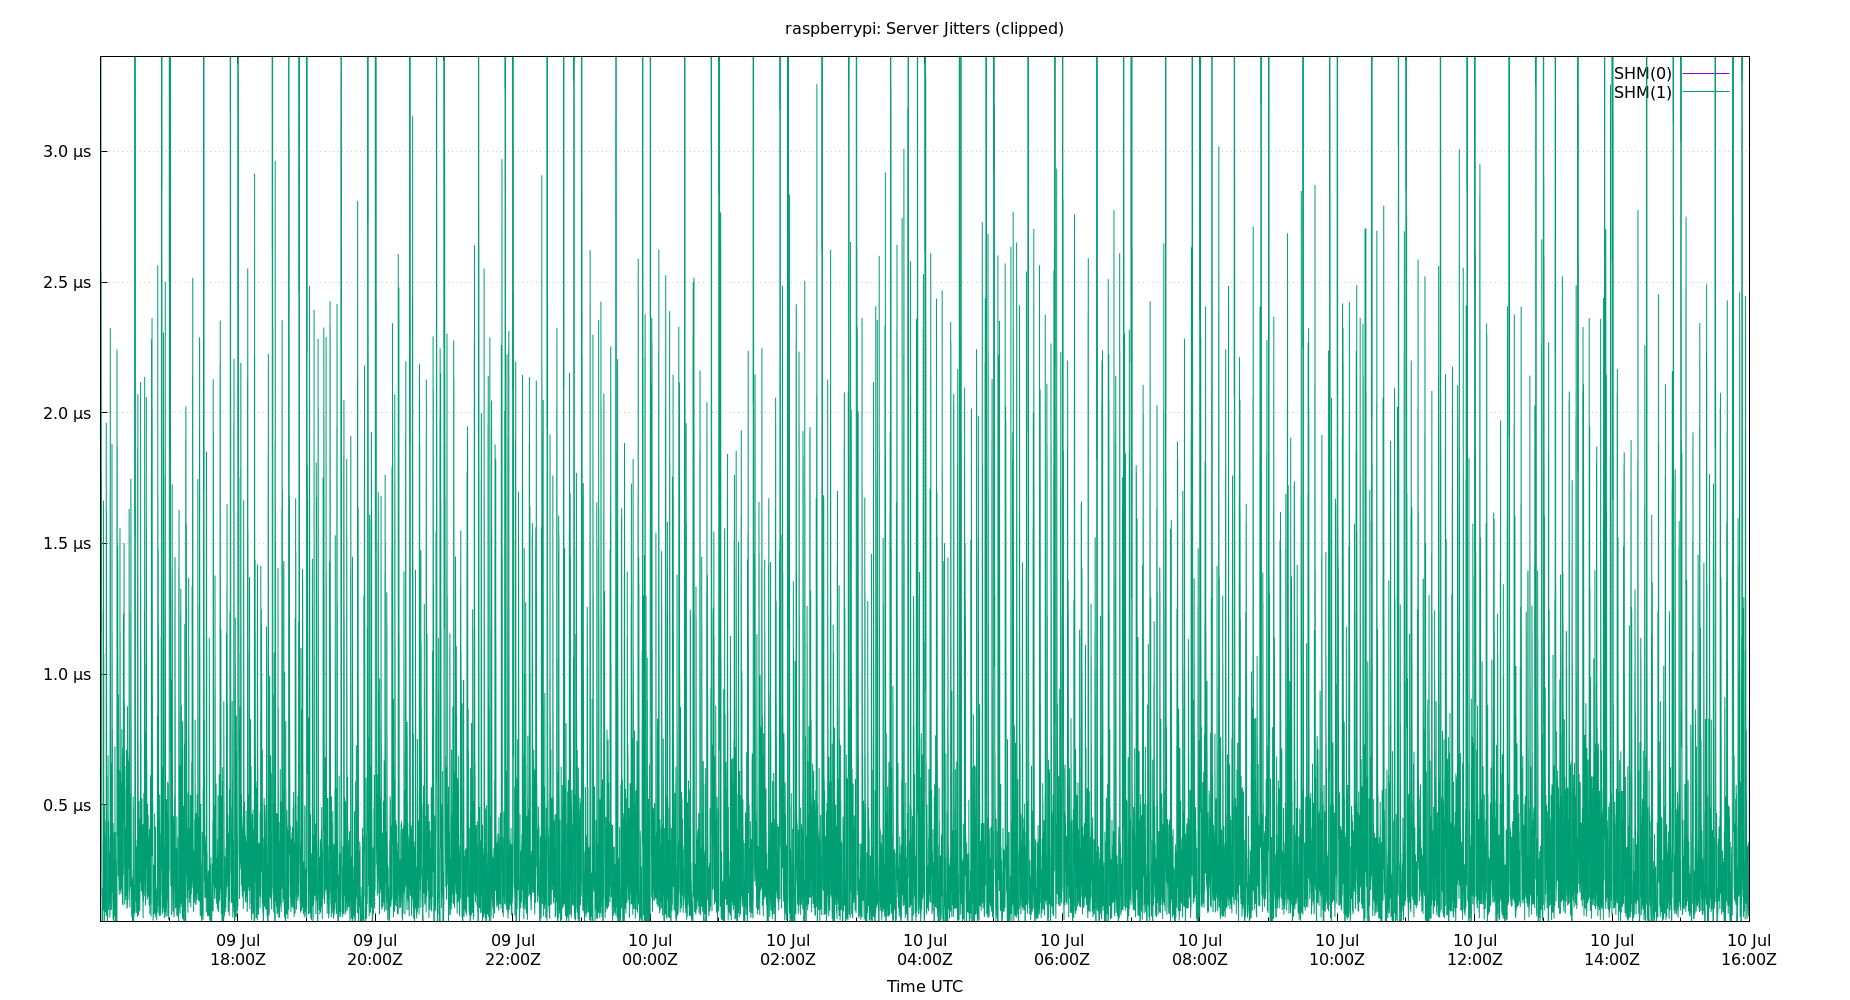 raspberrypi: Server Jitters (clipped)
SHM(0)
SHM(1)
3.0 µs
2.5 µs
2.0 µs
1.5 µs
1.0 µs
0.5 µs
09 Jul 09 Jul 09 Jul 10 Jul 10 Jul 10 Jul 10 Jul 10 Jul 10 Jul 10 Jul 10 Jul 10 Jul
18:00Z 20:00Z 22:00Z 00:00Z 02:00Z 04:00Z 06:00Z 08:00Z 10:00Z 12:00Z 14:00Z 16:00Z
Time UTC